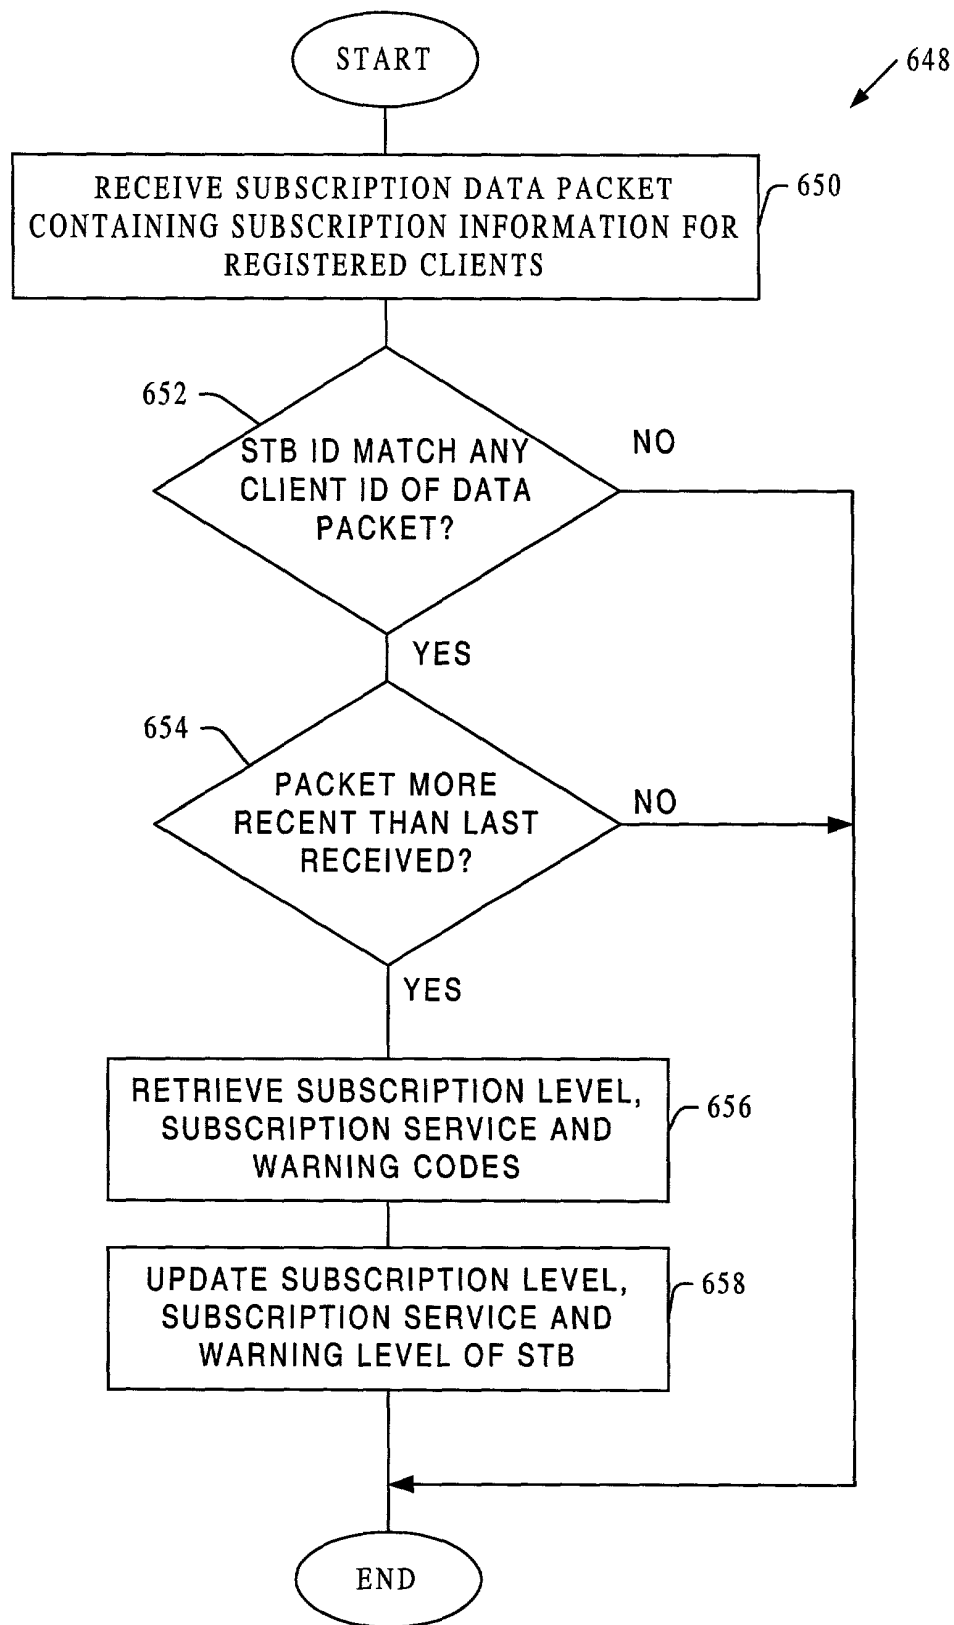 START
648
RECEIVE SUBSCRIPTION DATA PACKET
CONTAINING SUBSCRIPTION INFORMATION FOR
REGISTERED CLIENTS
650
652
STB ID MATCH ANY
CLIENT ID OF DATA
PACKET?
NO
YES
654
PACKET MORE
RECENT THAN LAST
RECEIVED?
NO
YES
RETRIEVE SUBSCRIPTION LEVEL,
SUBSCRIPTION SERVICE AND
WARNING CODES
656
UPDATE SUBSCRIPTION LEVEL,
SUBSCRIPTION SERVICE AND
WARNING LEVEL OF STB
658
END